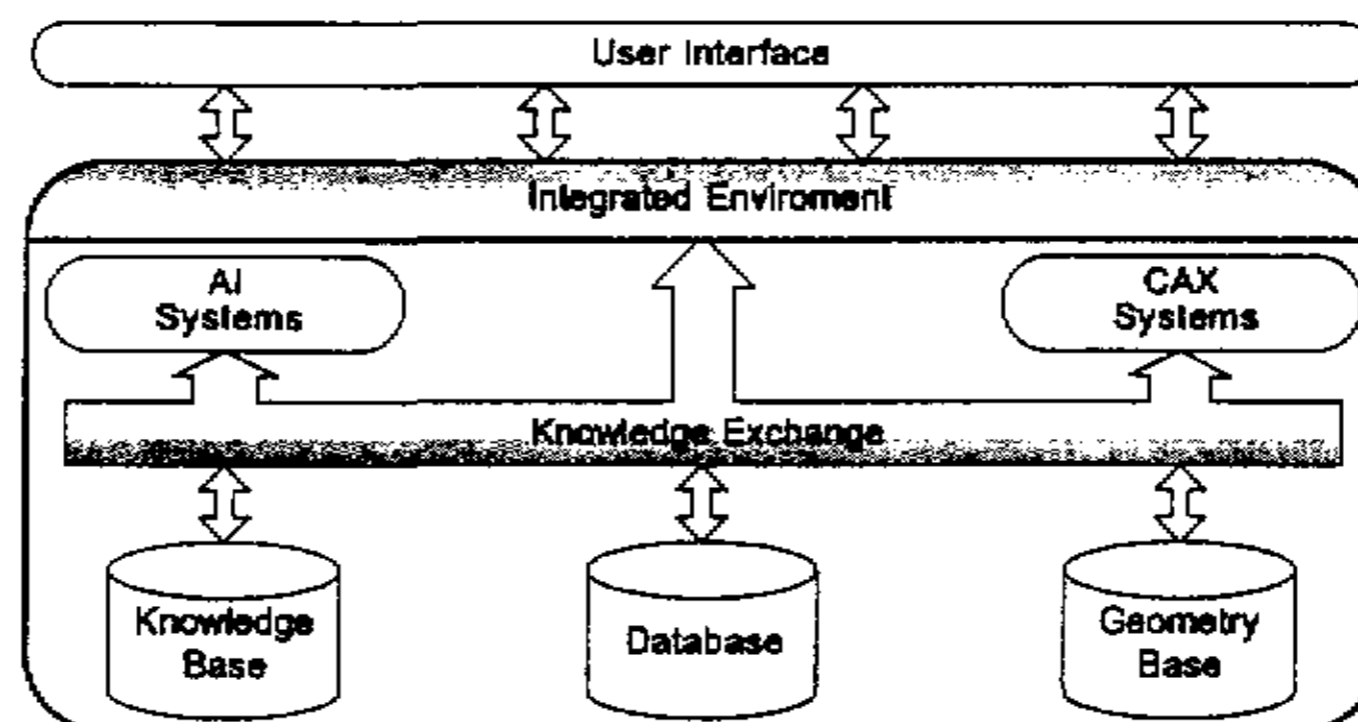 User Interface
Integrated Enviroment
AI
Systems
CAX
Systems
Knowledge Exchange
Knowledge
Base
Database
Geometry
Base